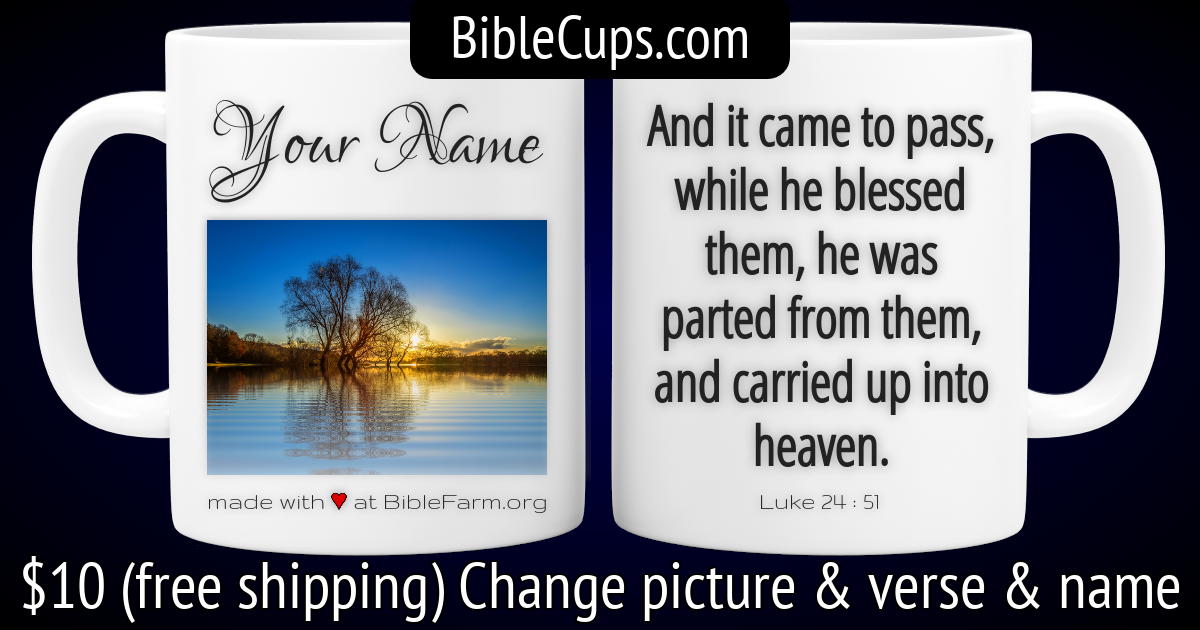 BibleCups.com
Your Name
made with ♥ at BibleFarm.org
And it came to pass,
while he blessed
them, he was
parted from them,
and carried up into
heaven.
Luke 24 : 51
$10 (free shipping) Change picture & verse & name